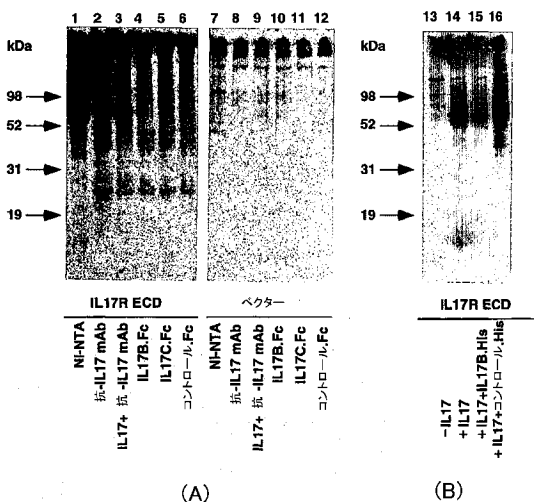 1 2 3 4 5 6 7 8 9 10 11 12
kDa
98
52
31
19
IL17R ECD
NI-NTA
抗-IL17 mAb
IL17+ 抗-IL17 mAb
IL17B.Fc
IL17C.Fc
コントロール.Fc
ベクター
NI-NTA
抗-IL17 mAb
IL17+ 抗-IL17 mAb
IL17B.Fc
IL17C.Fc
コントロール.Fc
(A)
13 14 15 16
kDa
98
52
31
19
IL17R ECD
-IL17
+IL17
+IL17+IL17B.His
+IL17+コントロール.His
(B)